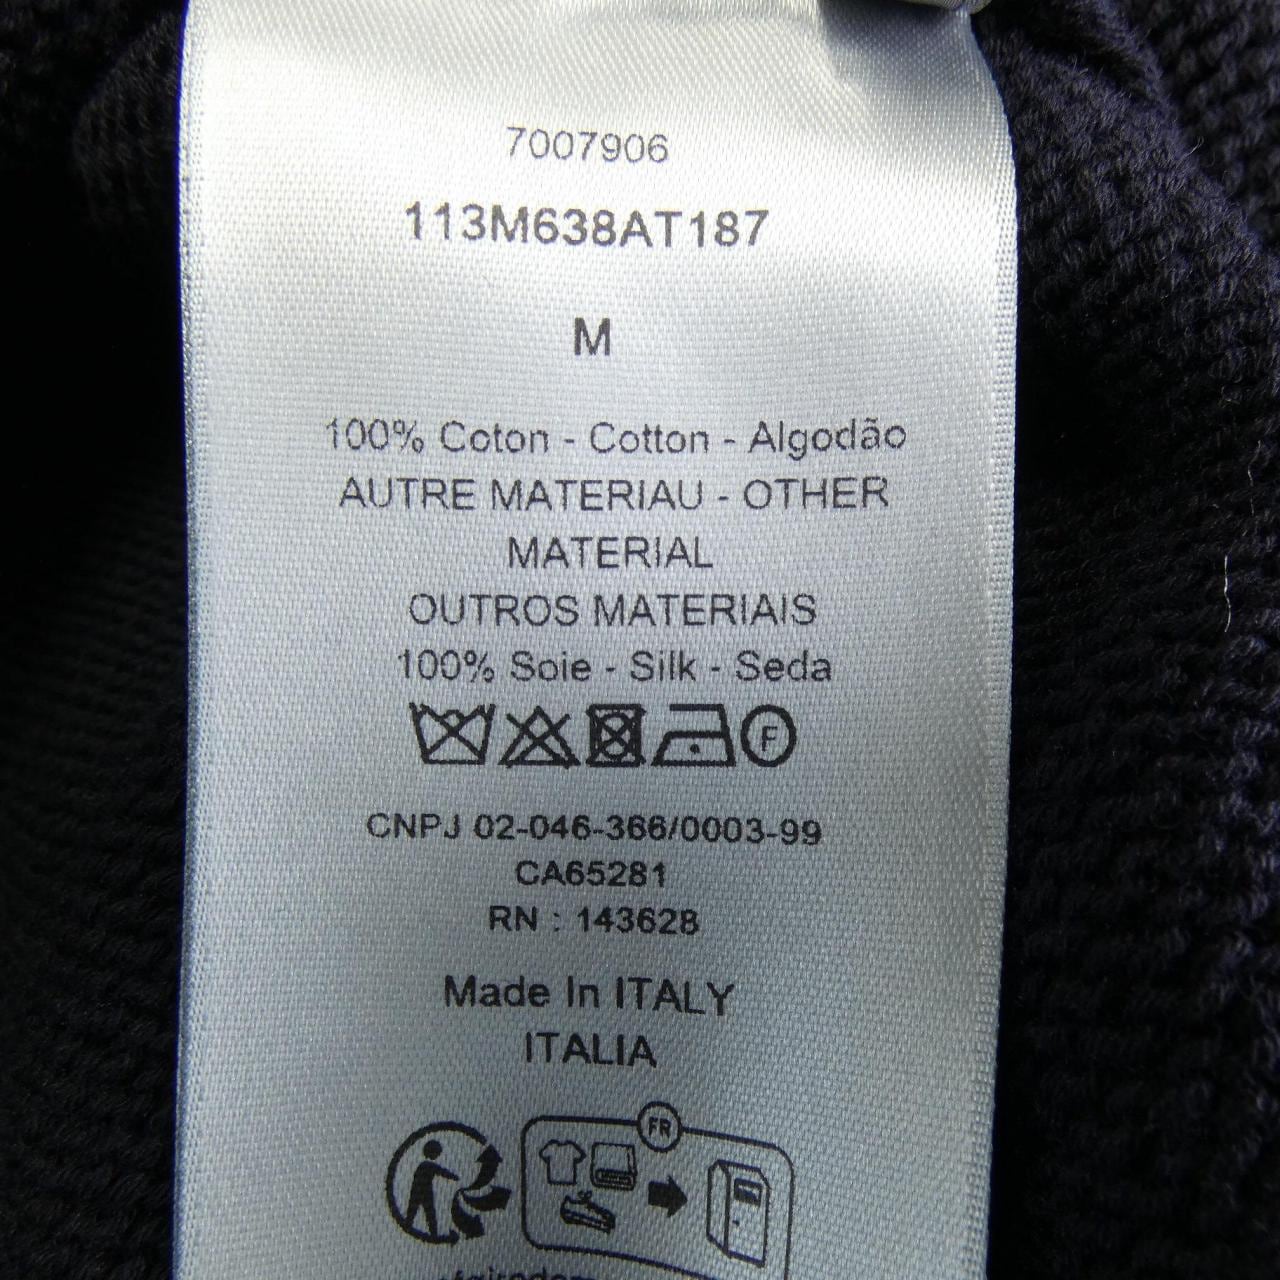 7007906
113M638AT187
M
100% Coton - Cotton - Algodão
AUTRE MATERIAU - OTHER
MATERIAL
OUTROS MATERIAIS
100% Soie - Silk - Seda
F
CNPJ 02-046-366/0003-99
CA65281
RN : 143628
Made In ITALY
ITALIA
FR